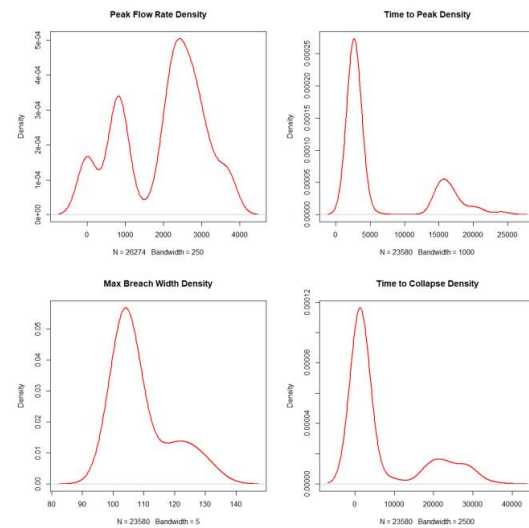 Peak Flow Rate Density
Density
0e+00 1e-04 2e-04 3e-04 4e-04 5e-04
0 1000 2000 3000 4000
N = 26274 Bandwidth = 250
Time to Peak Density
Density
0.00000 0.00005 0.00010 0.00015 0.00020 0.00025
0 5000 10000 15000 20000 25000
N = 23580 Bandwidth = 1000
Max Breach Width Density
Density
0.00 0.01 0.02 0.03 0.04 0.05
80 90 100 110 120 130 140
N = 23580 Bandwidth = 5
Time to Collapse Density
Density
0.00000 0.00004 0.00008 0.00012
0 10000 20000 30000 40000
N = 23580 Bandwidth = 2500